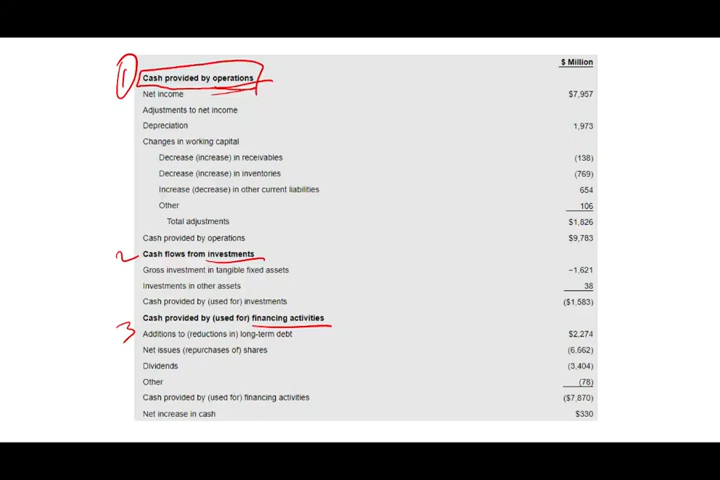 $ Million
1 Cash provided by operations
Net income $7,957
Adjustments to net income
Depreciation 1,973
Changes in working capital
Decrease (increase) in receivables (138)
Decrease (increase) in inventories (769)
Increase (decrease) in other current liabilities 654
Other 106
Total adjustments $1,826
Cash provided by operations $9,783
2 Cash flows from investments
Gross investment in tangible fixed assets −1,621
Investments in other assets 38
Cash provided by (used for) investments ($1,583)
Cash provided by (used for) financing activities
3 Additions to (reductions in) long-term debt $2,274
Net issues (repurchases of) shares (6,662)
Dividends (3,404)
Other (78)
Cash provided by (used for) financing activities ($7,870)
Net increase in cash $330